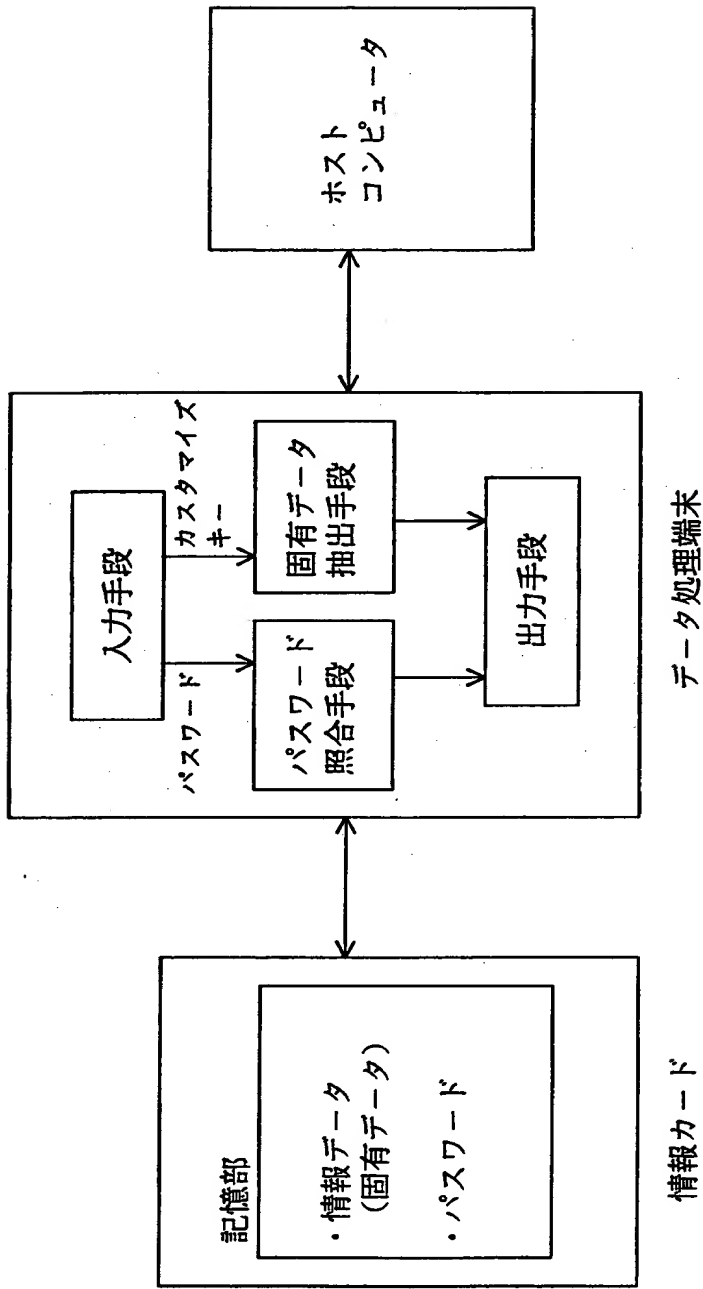 記憶部
・情報データ
(固有データ)
・パスワード
情報カード
入力手段
パスワード
カスタマイズ
キー
パスワード
照合手段
固有データ
抽出手段
出力手段
データ処理端末
ホスト
コンピュータ